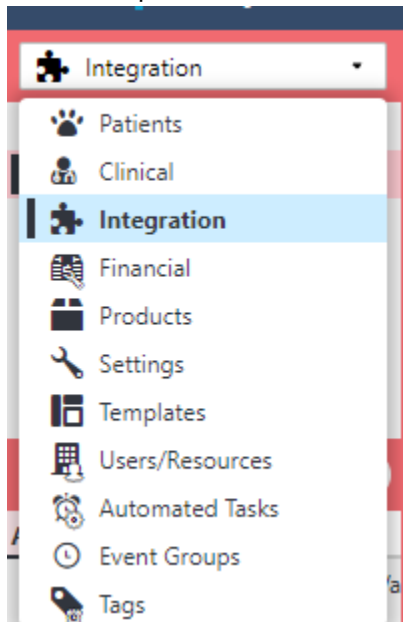 Integration
Patients
Clinical
Integration
Financial
Products
Settings
Templates
Users/Resources
Automated Tasks
Event Groups
Tags